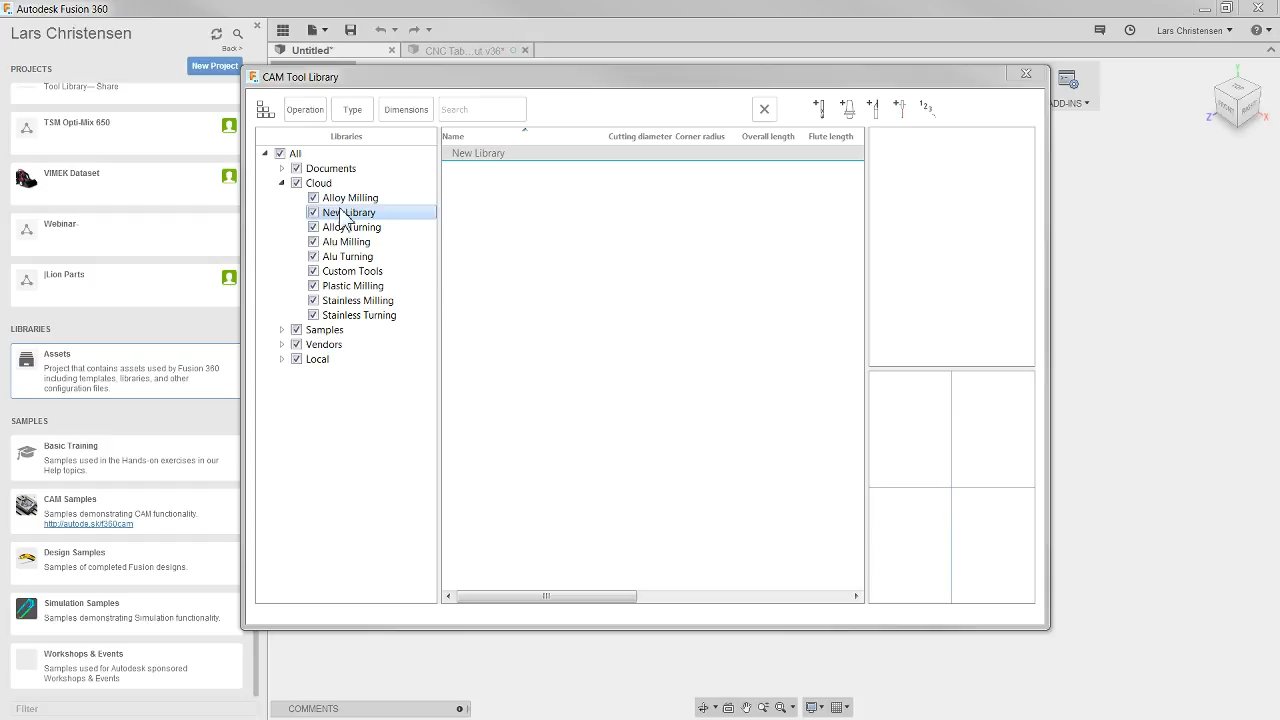 Autodesk Fusion 360
Lars Christensen
Back >
PROJECTS
New Project
Tool Library— Share
TSM Opti-Mix 650
VIMEK Dataset
Webinar
|Lion Parts
LIBRARIES
Assets
Project that contains assets used by Fusion 360
including templates, libraries, and other
configuration files.
SAMPLES
Basic Training
Samples used in the Hands-on exercises in our
Help topics.
CAM Samples
Samples demonstrating CAM functionality.
http://autode.sk/f360cam
Design Samples
Samples of completed Fusion designs.
Simulation Samples
Samples demonstrating Simulation functionality.
Workshops & Events
Samples used for Autodesk sponsored
Workshops & Events
Filter
Untitled*
CNC Tab...ut v36*
Lars Christensen
ADD-INS
CAM Tool Library
Operation
Type
Dimensions
Search
Libraries
All
Documents
Cloud
Alloy Milling
New Library
Alloy Turning
Alu Milling
Alu Turning
Custom Tools
Plastic Milling
Stainless Milling
Stainless Turning
Samples
Vendors
Local
Name Cutting diameter Corner radius Overall length Flute length
New Library
COMMENTS
Y
Z
X